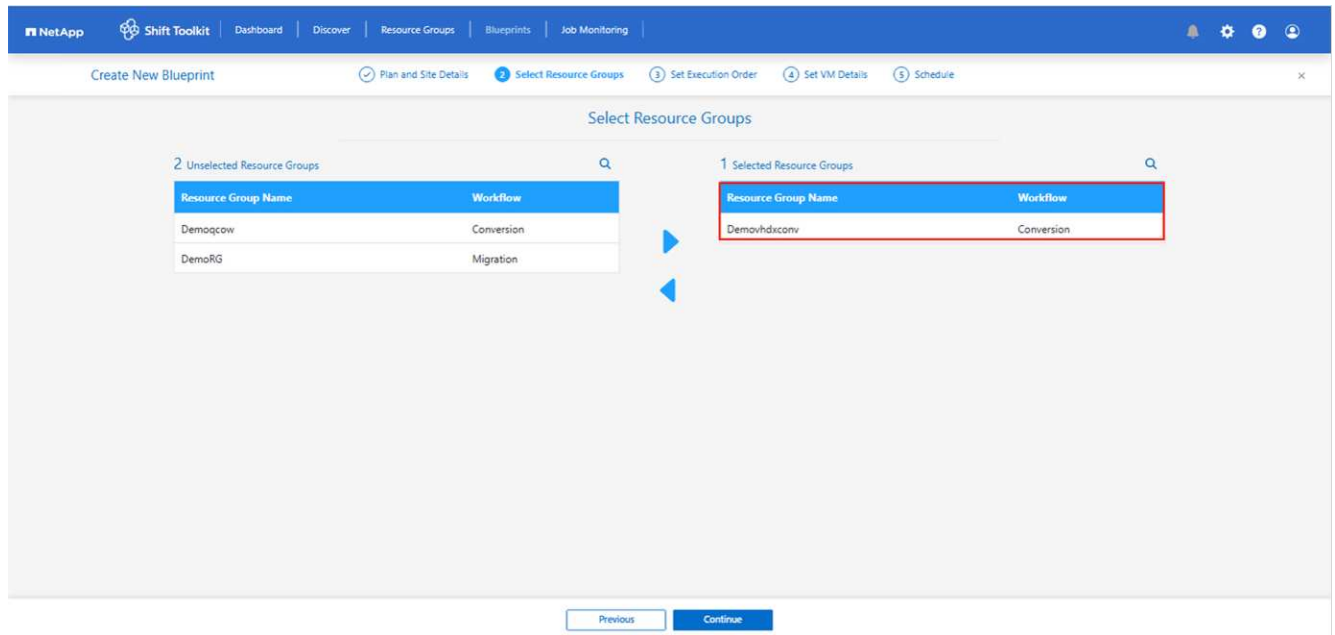 NetApp Shift Toolkit Dashboard Discover Resource Groups Blueprints Job Monitoring
Create New Blueprint Plan and Site Details 2 Select Resource Groups 3 Set Execution Order 4 Set VM Details 5 Schedule
Select Resource Groups
2 Unselected Resource Groups
Resource Group Name Workflow
Demoqcow Conversion
DemoRG Migration
1 Selected Resource Groups
Resource Group Name Workflow
Demovhdxconv Conversion
Previous Continue